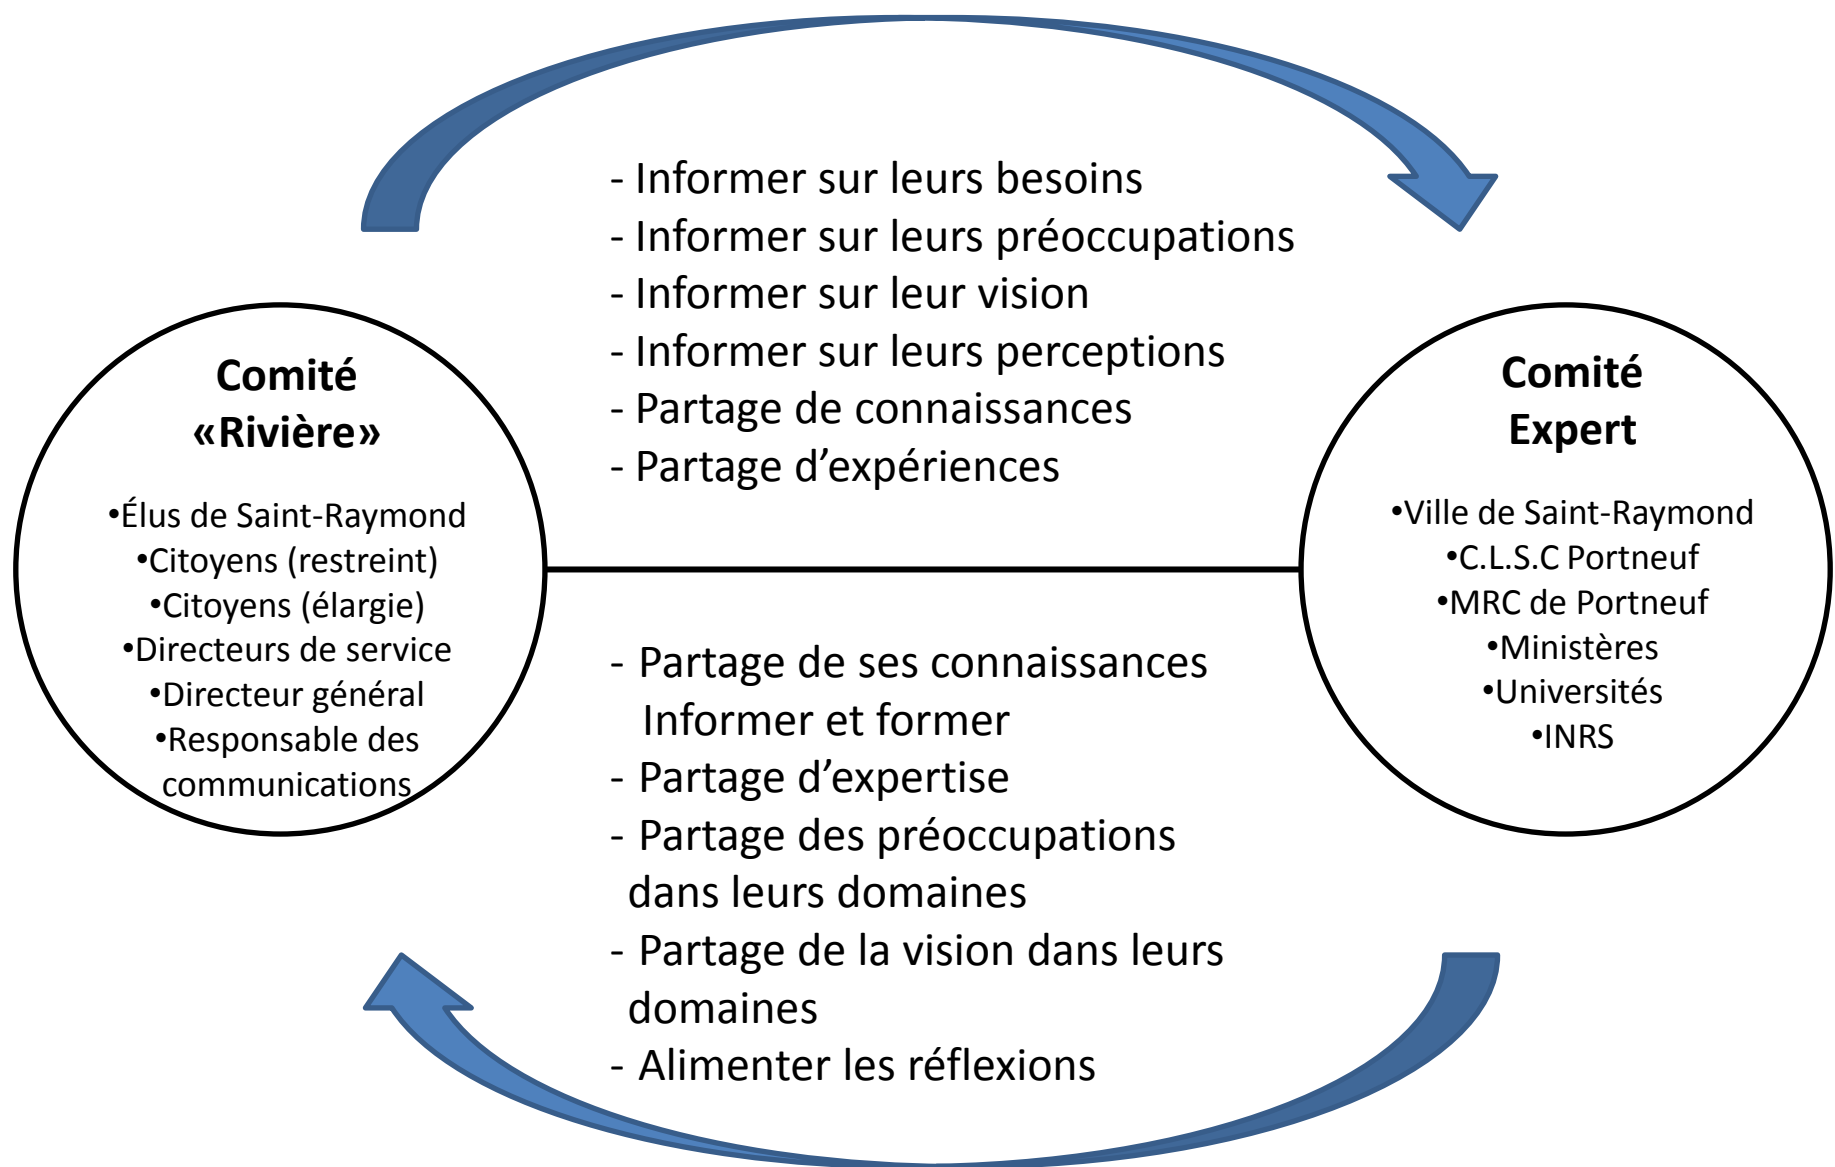 - Informer sur leurs besoins
- Informer sur leurs préoccupations
- Informer sur leur vision
- Informer sur leurs perceptions
- Partage de connaissances
- Partage d’expériences
Comité
«Rivière»
•Élus de Saint-Raymond
•Citoyens (restreint)
•Citoyens (élargie)
•Directeurs de service
•Directeur général
•Responsable des
communications
Comité
Expert
•Ville de Saint-Raymond
•C.L.S.C Portneuf
•MRC de Portneuf
•Ministères
•Universités
•INRS
- Partage de ses connaissances
Informer et former
- Partage d’expertise
- Partage des préoccupations
dans leurs domaines
- Partage de la vision dans leurs
domaines
- Alimenter les réflexions